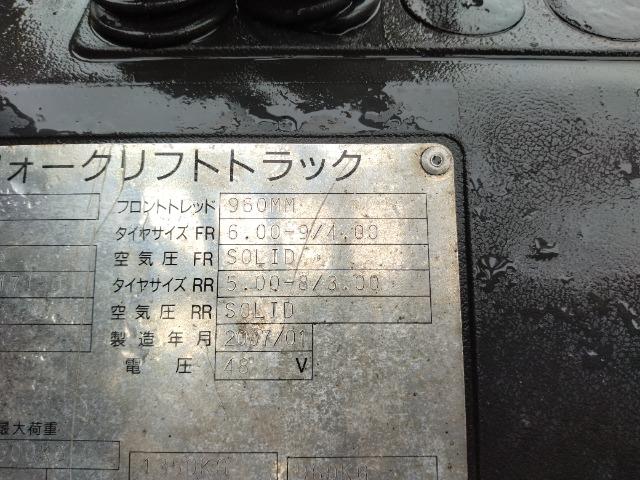 フォークリフトトラック
フロントトレッド 960MM
タイヤサイズ FR 6.00-9/4.00
空気圧 FR SOLID
タイヤサイズ RR 5.00-8/3.00
空気圧 RR SOLID
製造年月 2007/01
電圧 48 V
最大荷重
1350KG